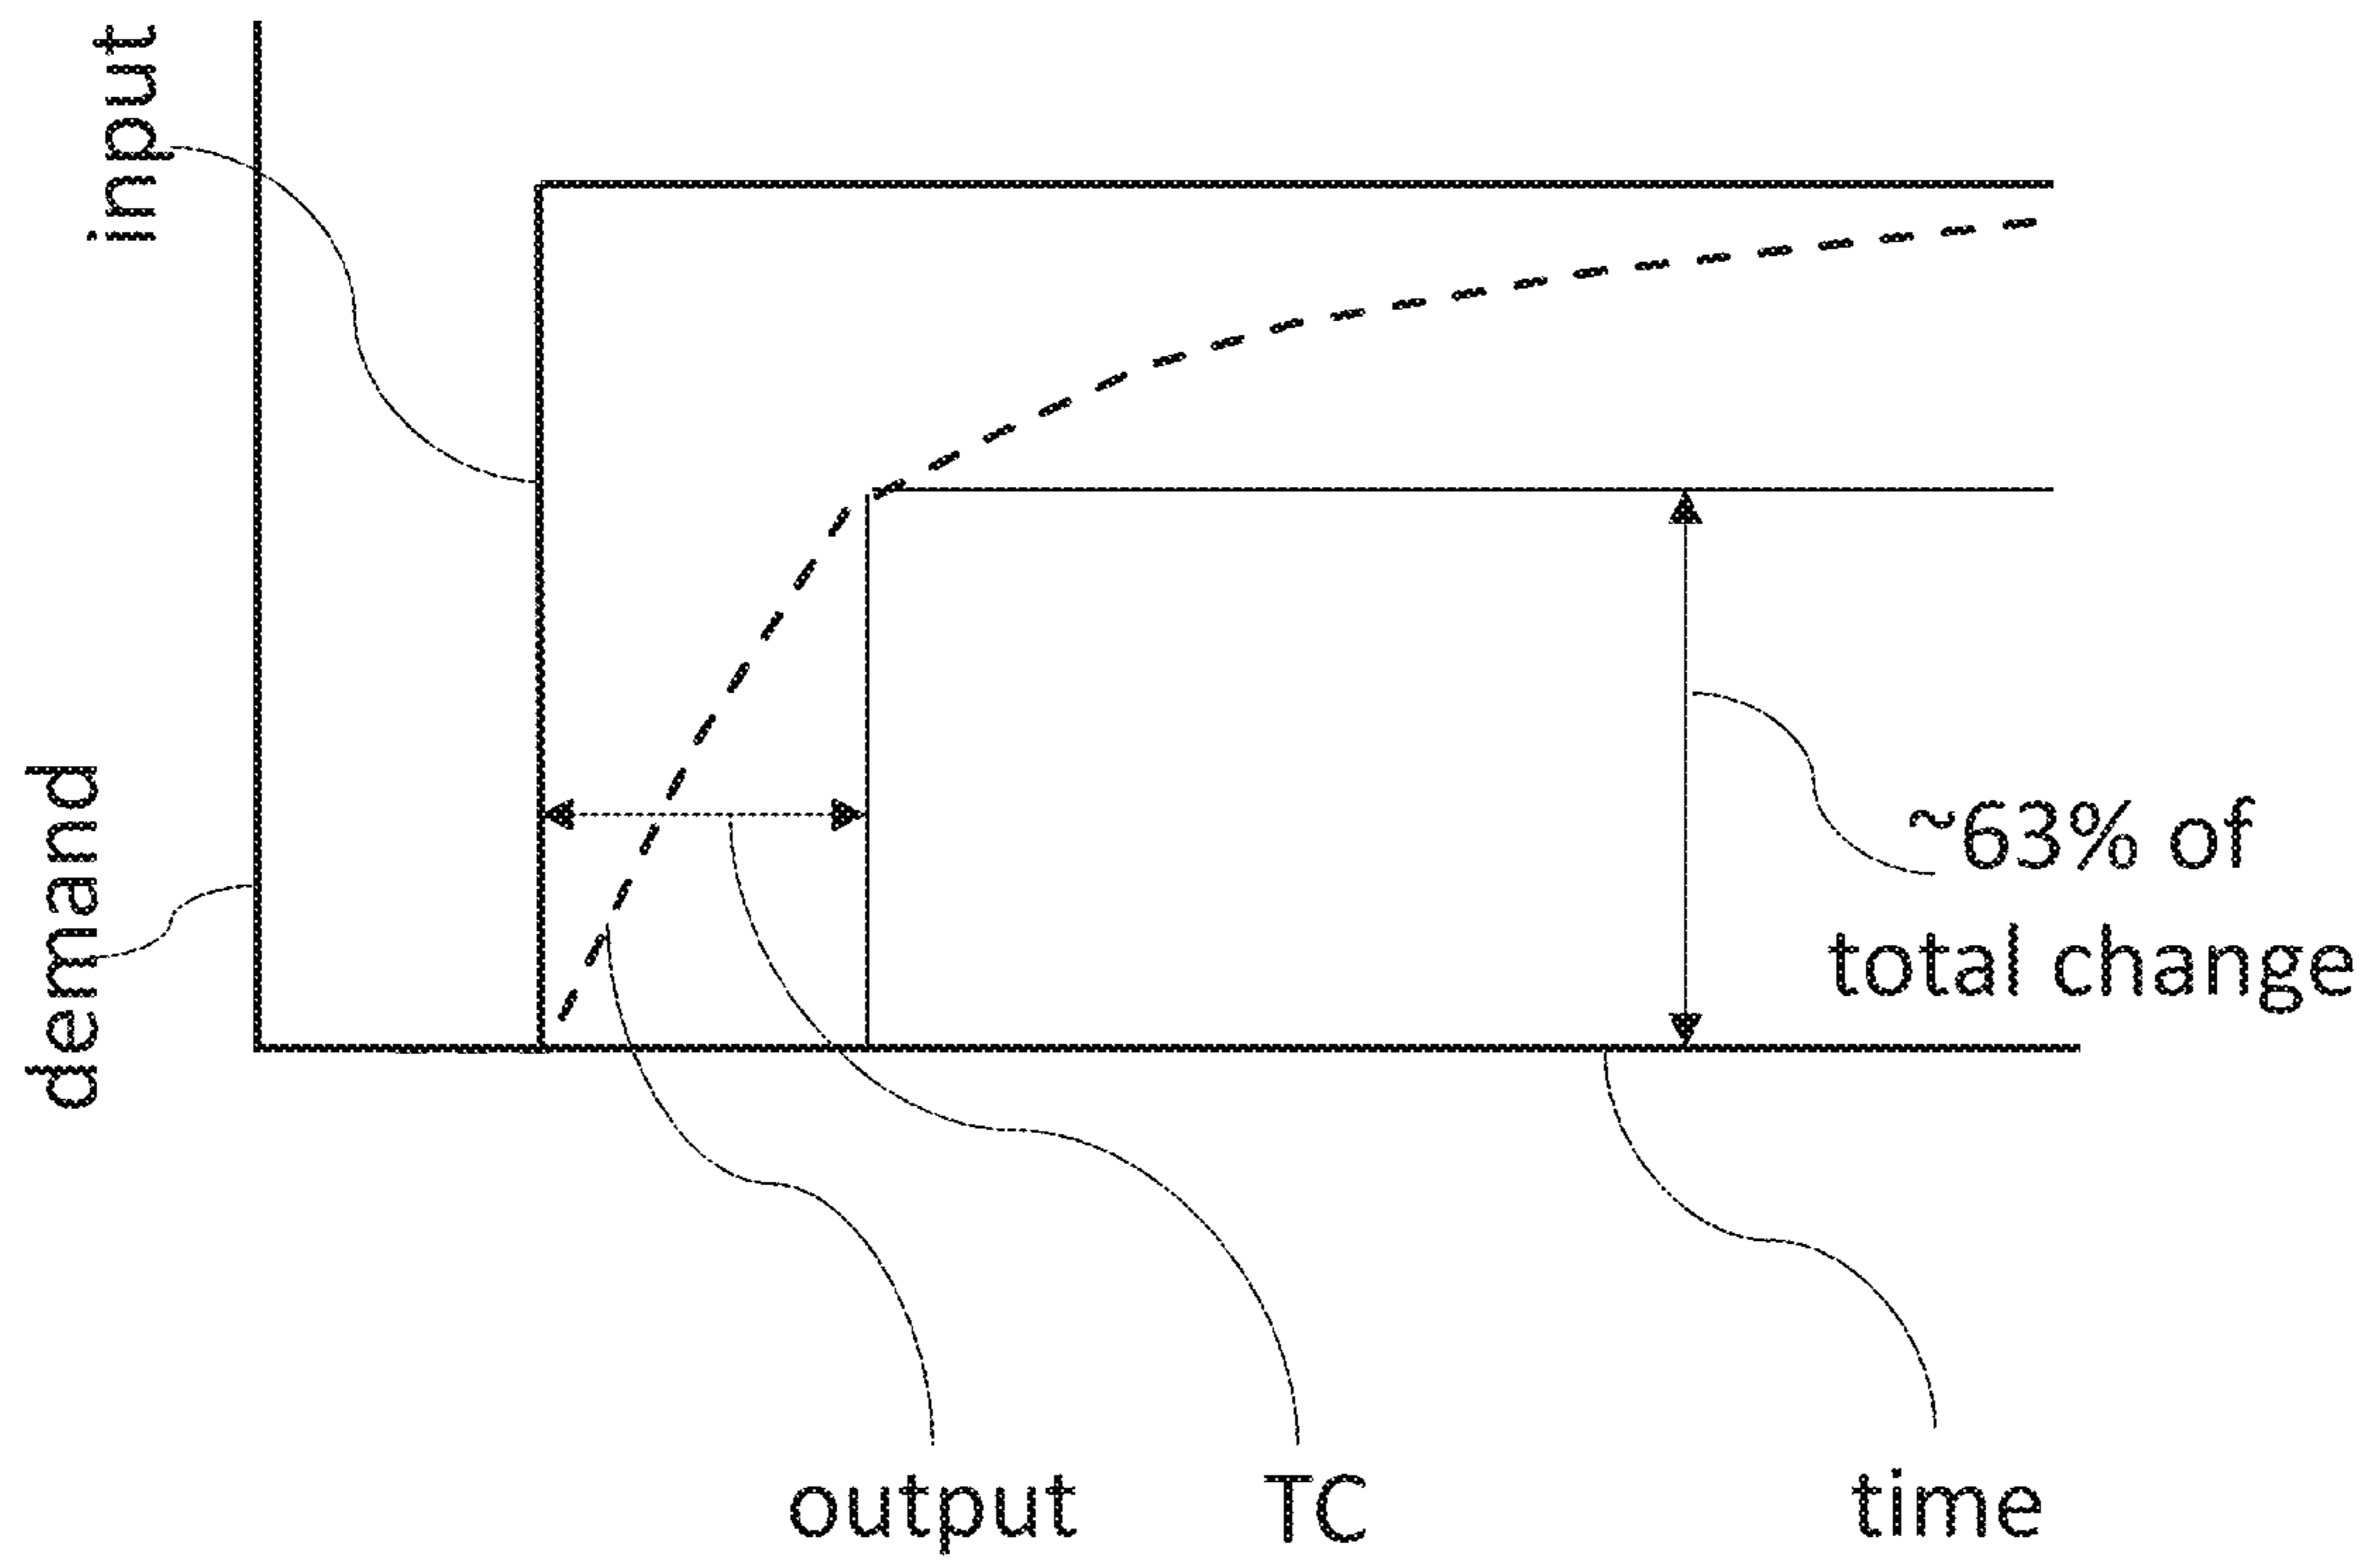 input
demand
~63% of
total change
output
TC
time